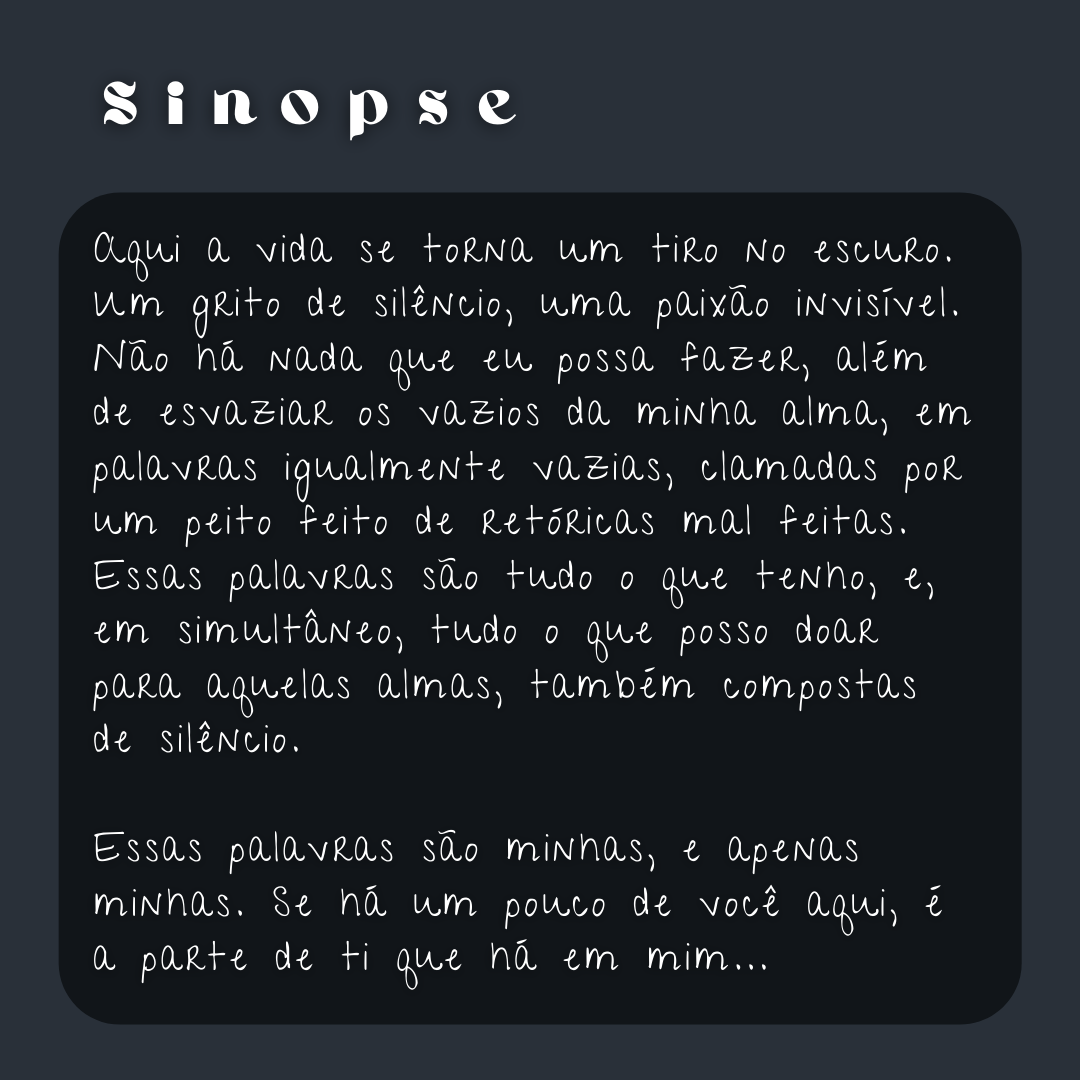 Sinopse
Aqui a vida se torna um tiro no escuro.
Um grito de silêncio, uma paixão invisível.
Não há nada que eu possa fazer, além
de esvaziar os vazios da minha alma, em
palavras igualmente vazias, clamadas por
um peito feito de retóricas mal feitas.
Essas palavras são tudo o que tenho, e,
em simultâneo, tudo o que posso doar
para aquelas almas, também compostas
de silêncio.
Essas palavras são minhas, e apenas
minhas. Se há um pouco de você aqui, é
a parte de ti que há em mim...